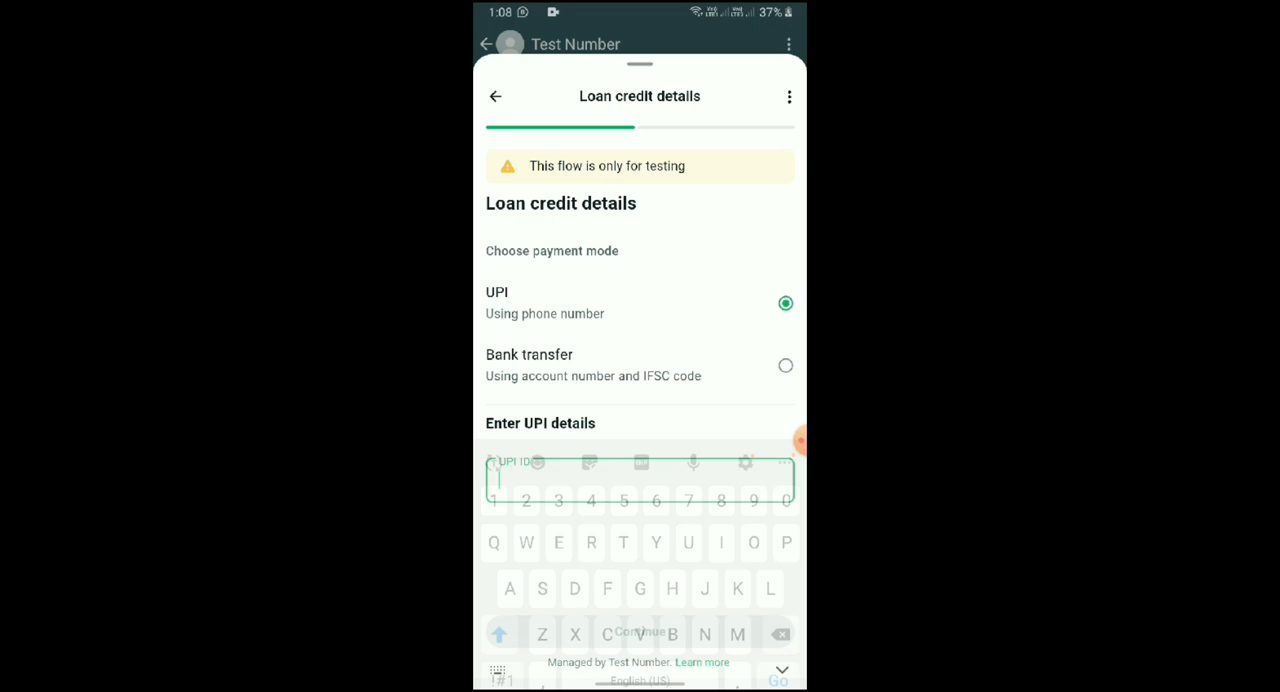 1:08 37%
Test Number
Loan credit details
This flow is only for testing
Loan credit details
Choose payment mode
UPI
Using phone number
Bank transfer
Using account number and IFSC code
Enter UPI details
UPI ID
1 2 3 4 5 6 7 8 9 0
Q W E R T Y U I O P
A S D F G H J K L
Z X C V B N M
Continue
Managed by Test Number. Learn more
!#1 , English (US) . Go